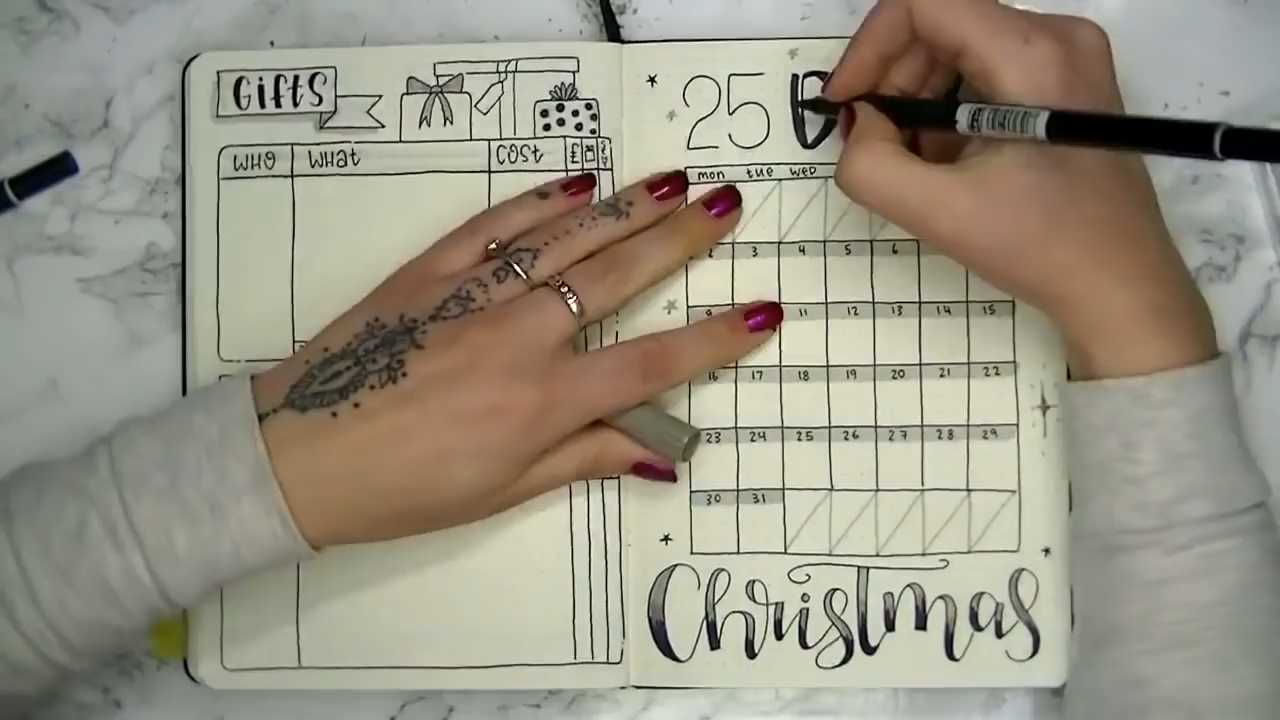 Gifts
WHO What Cost £
25 D
mon tue wed
2 3 4 5 6
9 11 12 13 14 15
16 17 18 19 20 21 22
23 24 25 26 27 28 29
30 31
Christmas